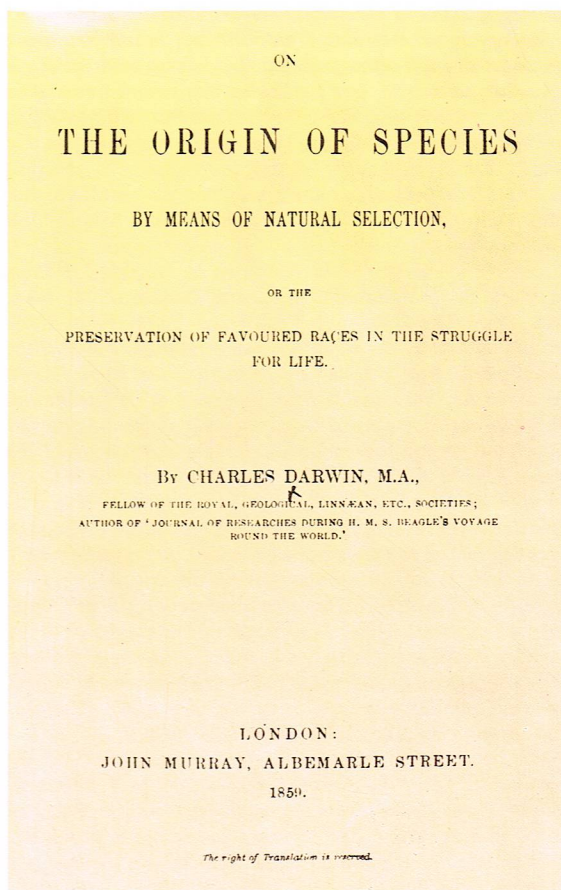 ON
THE ORIGIN OF SPECIES
BY MEANS OF NATURAL SELECTION,
OR THE
PRESERVATION OF FAVOURED RACES IN THE STRUGGLE
FOR LIFE.
BY CHARLES DARWIN, M.A.,
FELLOW OF THE ROYAL, GEOLOGICAL, LINNÆAN, ETC., SOCIETIES;
AUTHOR OF 'JOURNAL OF RESEARCHES DURING H. M. S. BEAGLE'S VOYAGE
ROUND THE WORLD.'
LONDON:
JOHN MURRAY, ALBEMARLE STREET.
1859.
The right of Translation is reserved.